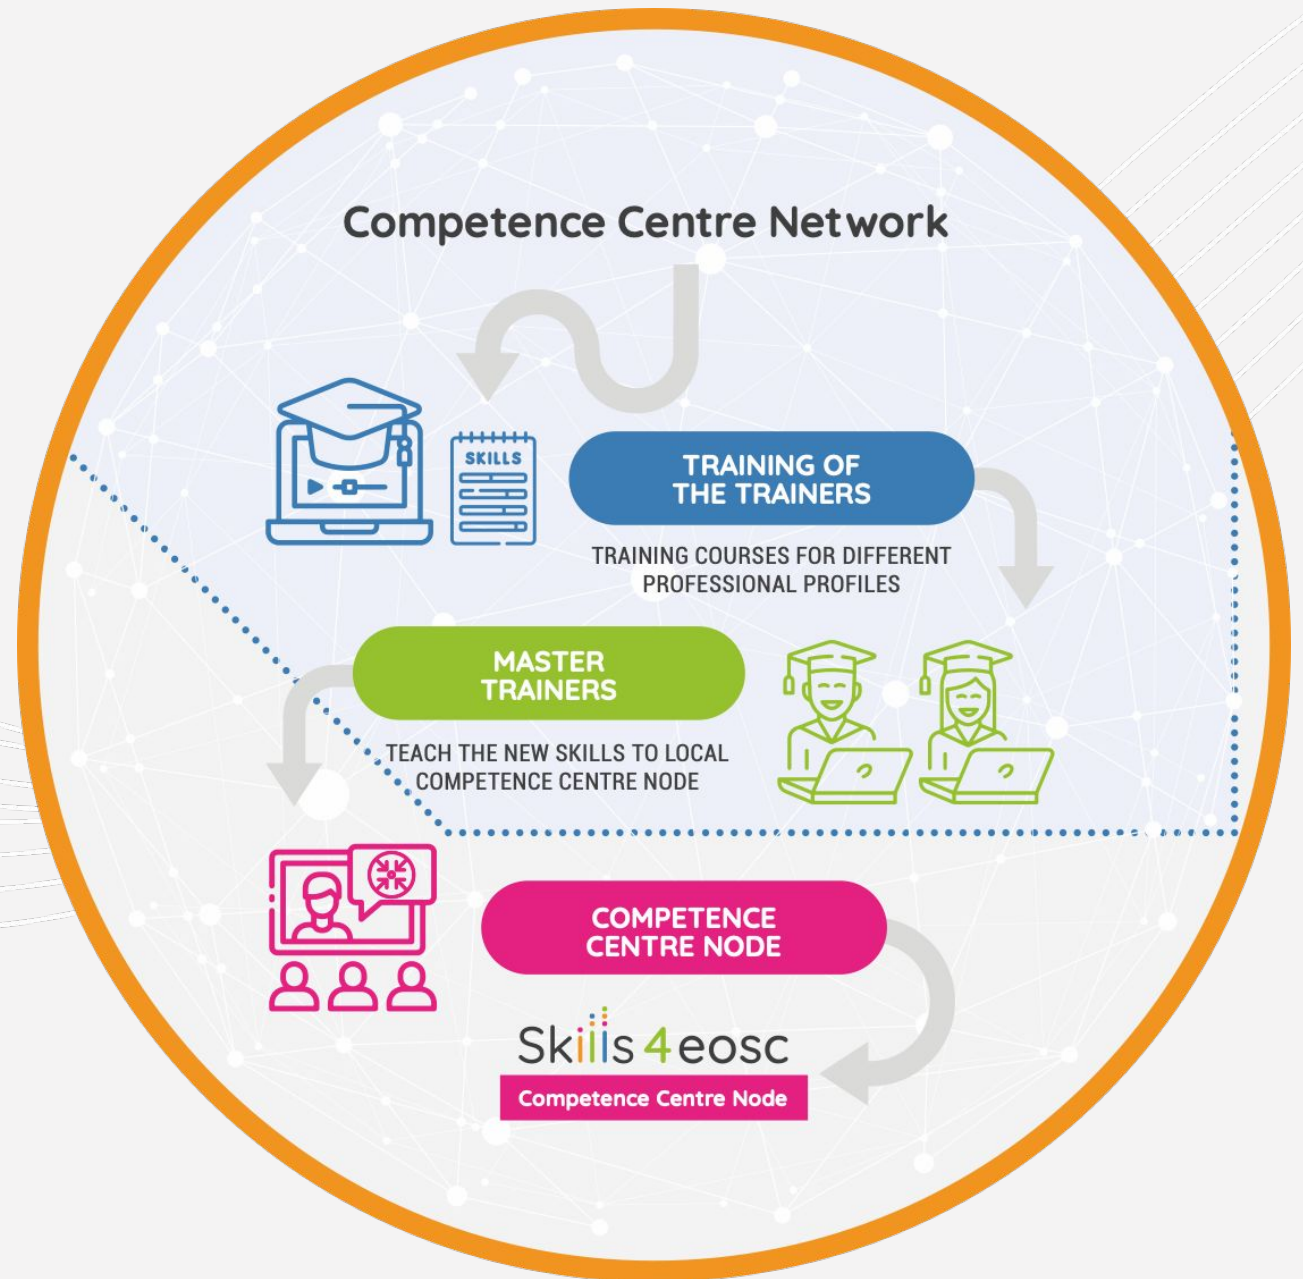 Competence Centre Network
SKILLS
TRAINING OF
THE TRAINERS
TRAINING COURSES FOR DIFFERENT
PROFESSIONAL PROFILES
MASTER
TRAINERS
TEACH THE NEW SKILLS TO LOCAL
COMPETENCE CENTRE NODE
COMPETENCE
CENTRE NODE
Skills4eosc
Competence Centre Node